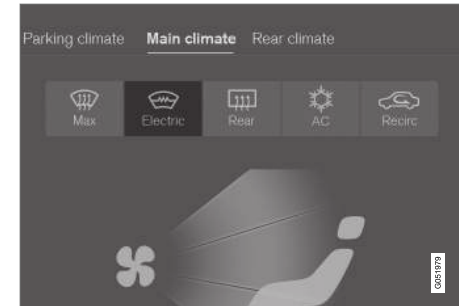 Parking climate Main climate Rear climate
Max Electric Rear AC Recirc
G051979